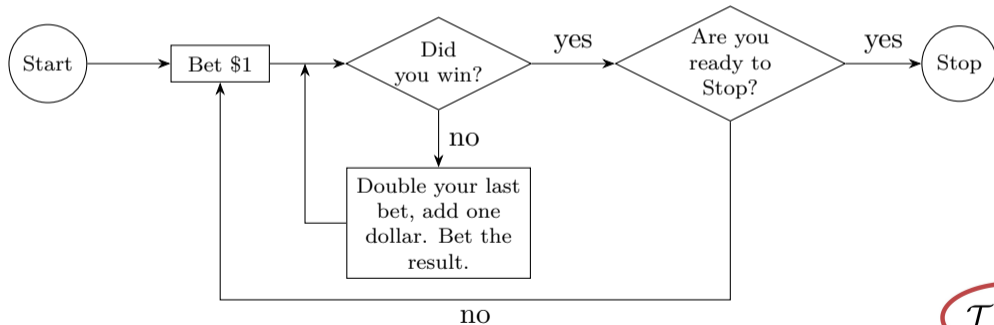 Start
Bet $1
Did
you win?
yes
Are you
ready to
Stop?
yes
Stop
no
Double your last
bet, add one
dollar. Bet the
result.
no